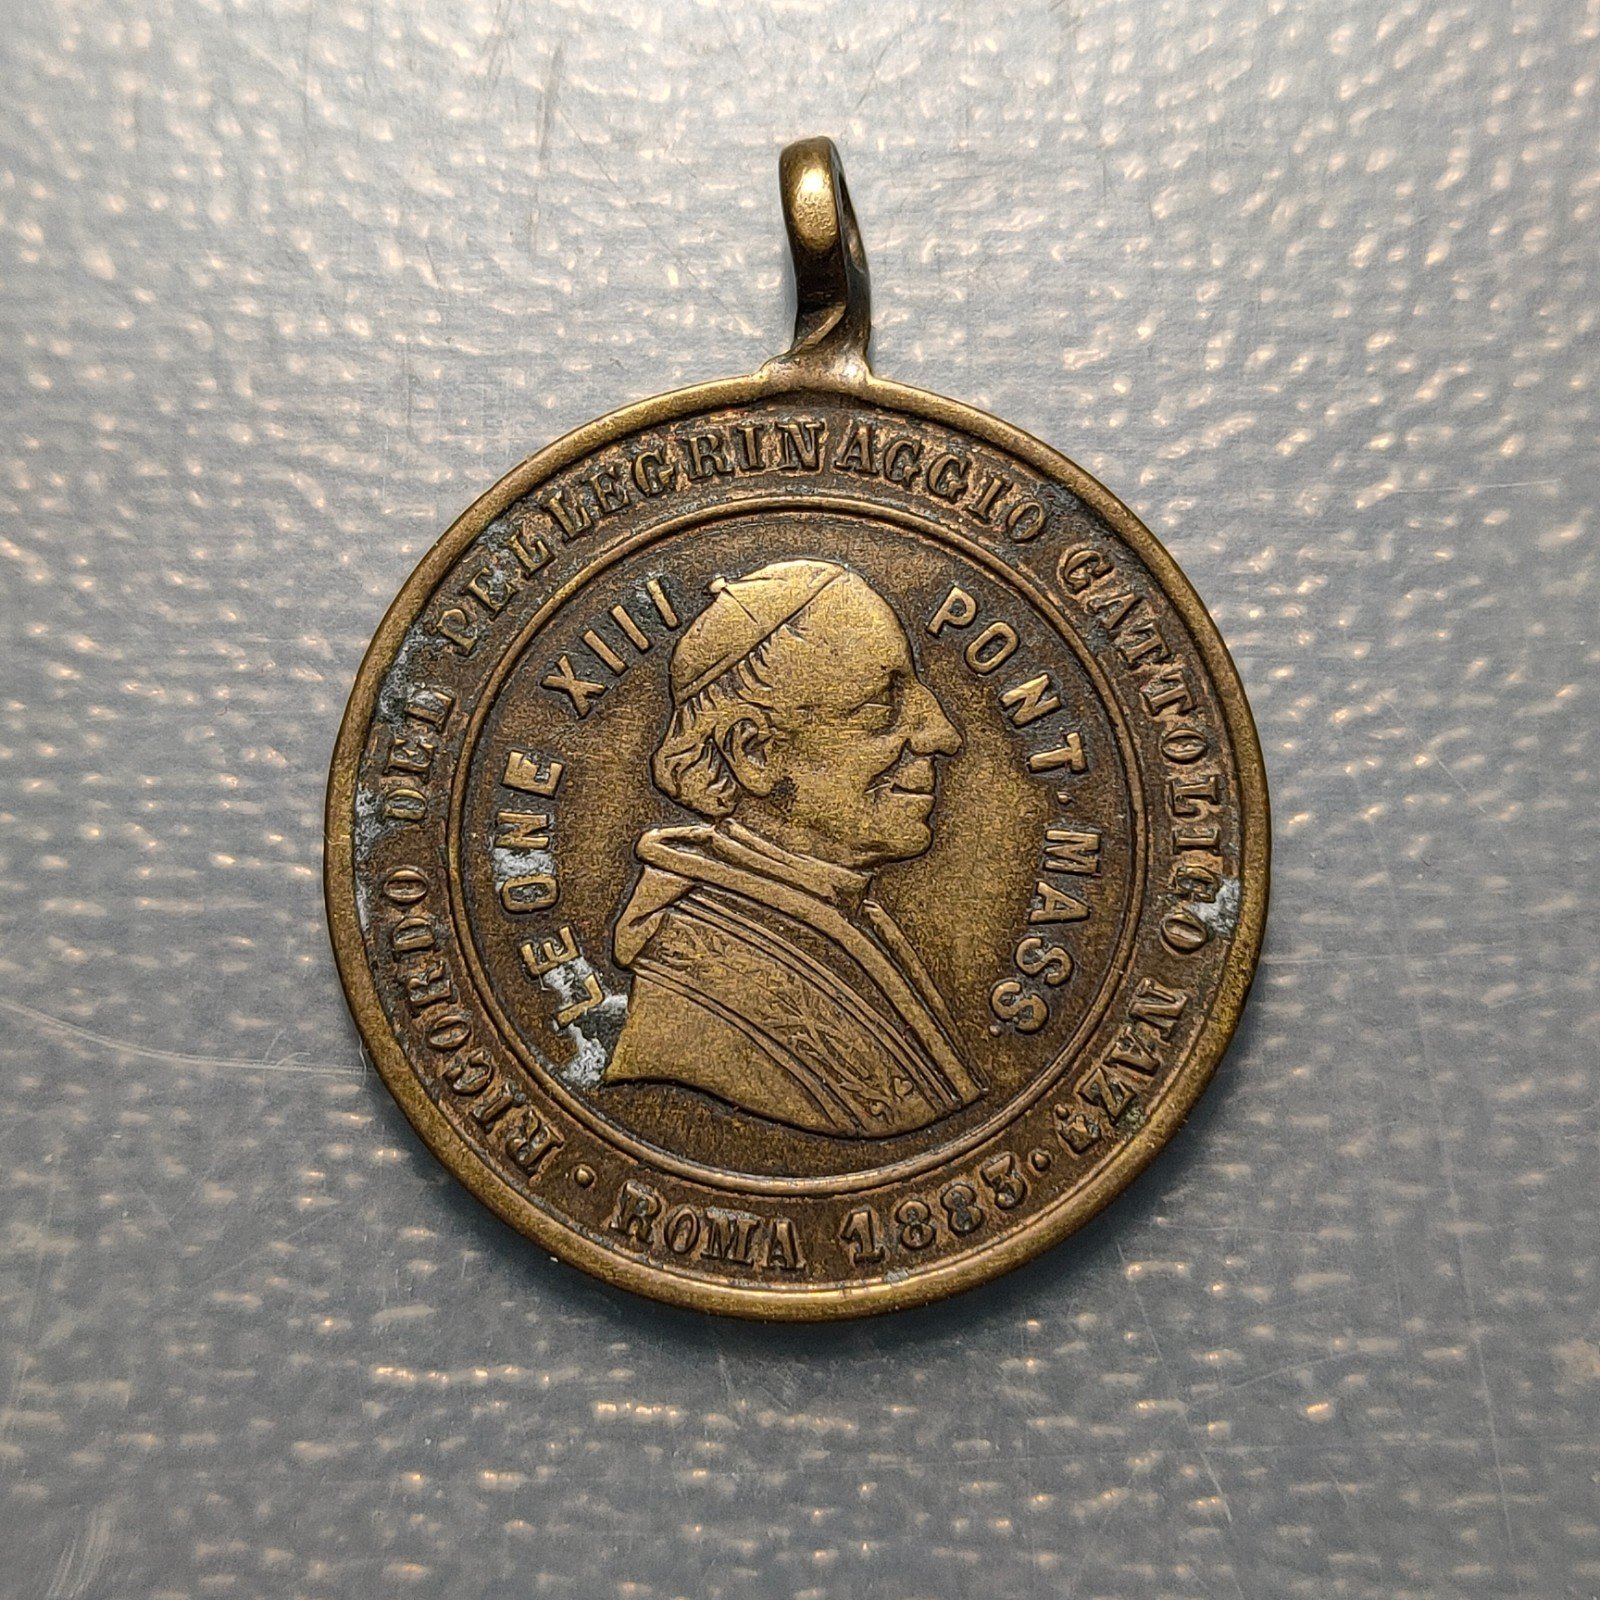 RICORDO DEL PELLEGRINAGGIO CATTOLICO NAZ.E
· ROMA 1883 ·
LEONE XIII PONT. MASS.